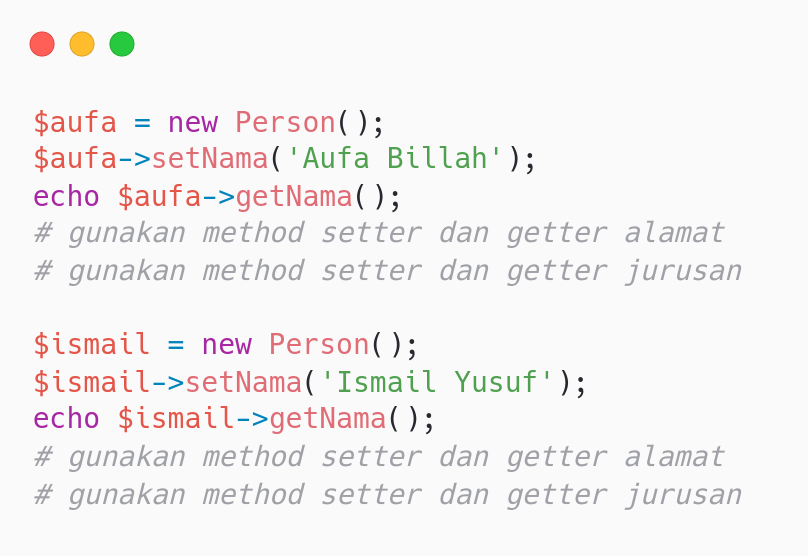 $aufa = new Person();
$aufa->setNama('Aufa Billah');
echo $aufa->getNama();
# gunakan method setter dan getter alamat
# gunakan method setter dan getter jurusan
$ismail = new Person();
$ismail->setNama('Ismail Yusuf');
echo $ismail->getNama();
# gunakan method setter dan getter alamat
# gunakan method setter dan getter jurusan